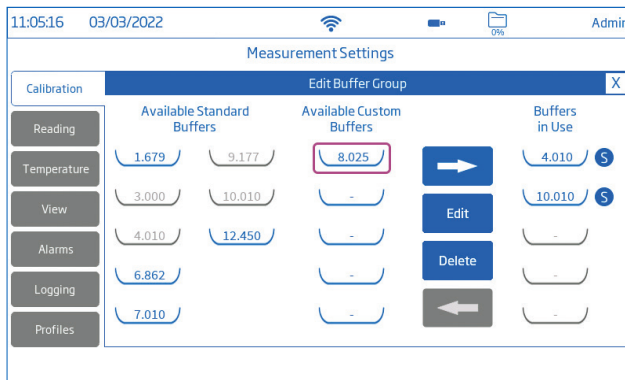 11:05:16 03/03/2022 0% Admin
Measurement Settings
Calibration
Edit Buffer Group X
Reading
Temperature
View
Alarms
Logging
Profiles
Available Standard
Buffers
Available Custom
Buffers
Buffers
in Use
1.679 9.177 8.025 4.010 S
3.000 10.010 - Edit 10.010 S
4.010 12.450 - Delete -
6.862 - -
7.010 - -